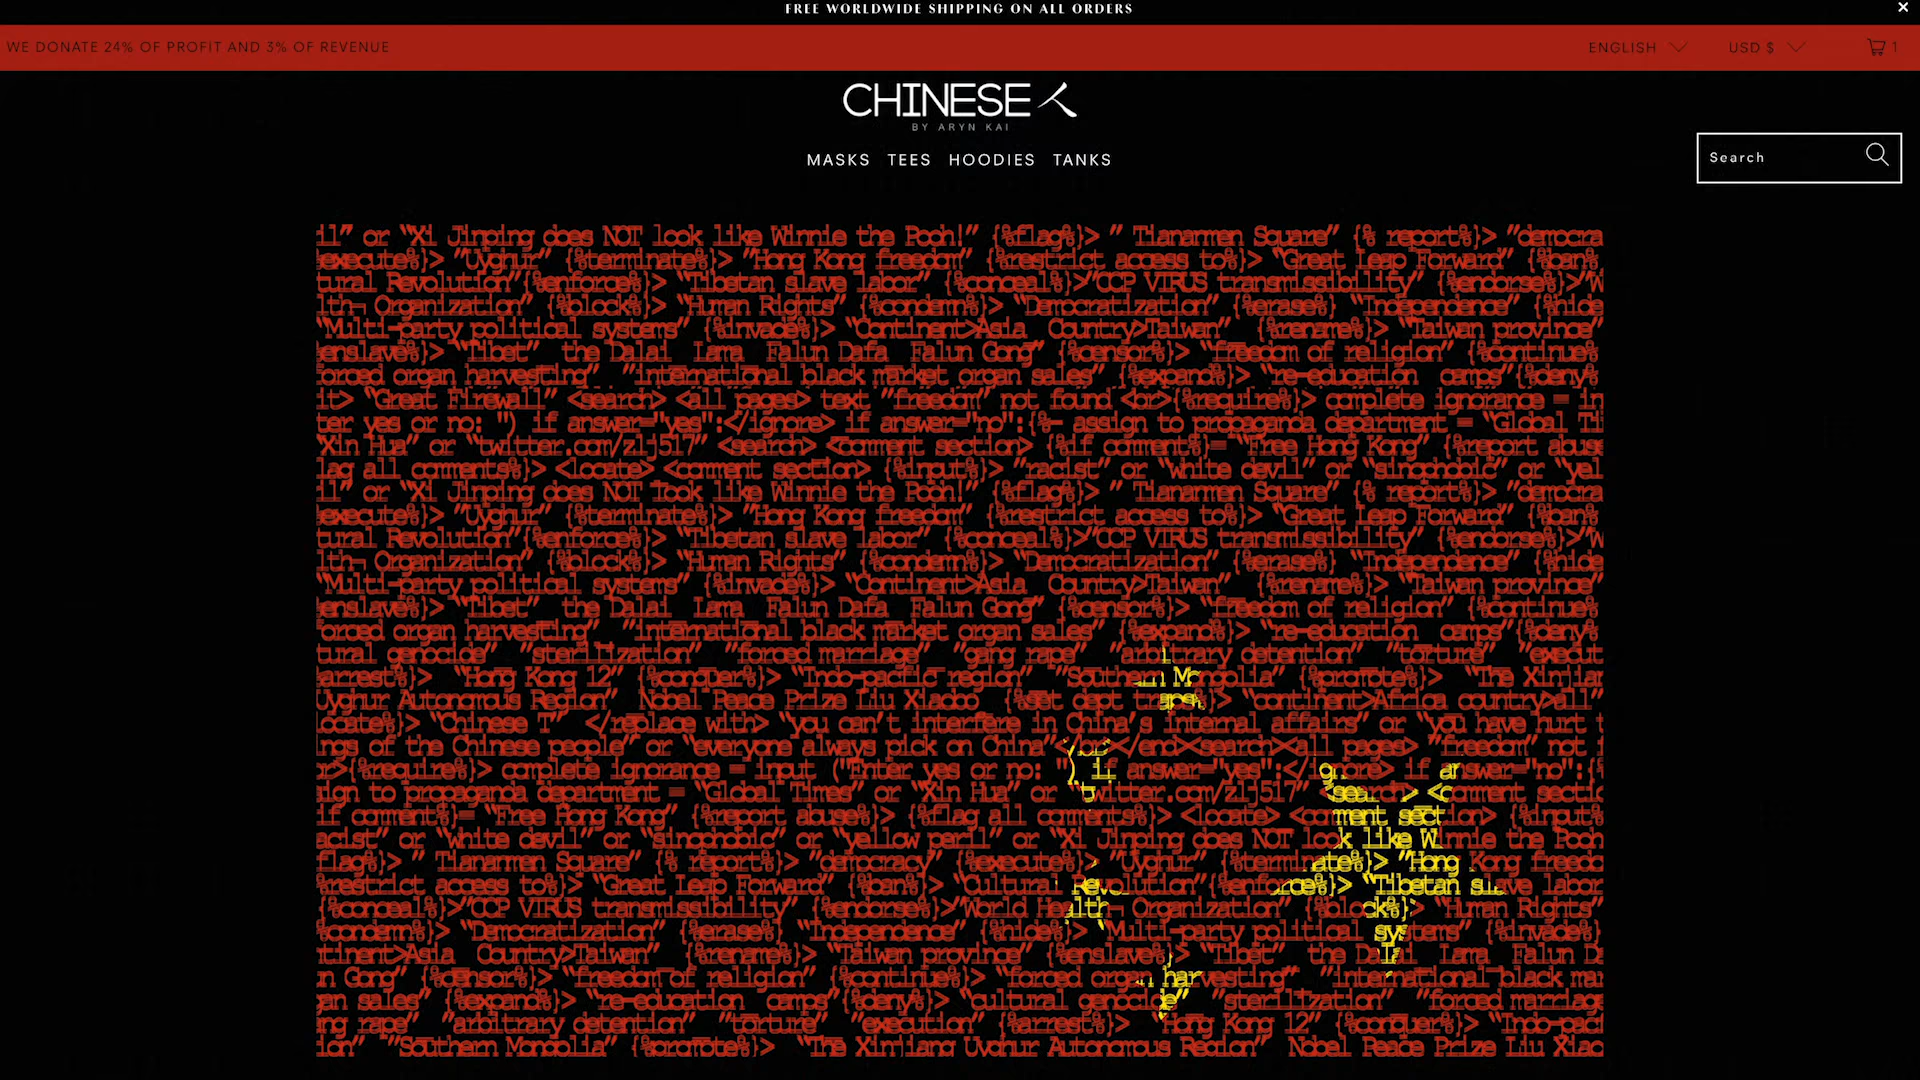 FREE WORLDWIDE SHIPPING ON ALL ORDERS
WE DONATE 24% OF PROFIT AND 3% OF REVENUE
ENGLISH
USD $
1
CHINESE 人
BY ARYN KAI
MASKS TEES HOODIES TANKS
Search
il" or "Xi Jinping does NOT look like Winnie the Pooh!" {%flag%}> " Tiananmen Square" {% report%}> "democra
execute%}> "Uyghur" {%terminate%}> "Hong Kong freedom" {%restrict access to%}> "Great Leap Forward" {%ban%
tural Revolution"{%enforce%}> "Tibetan slave labor" {%conceal%}>"CCP VIRUS transmissibility" {%endorse%}>"W
lth Organization" {%block%}> "Human Rights" {%condemn%}> "Democratization" {%erase%} "Independence" {%hide
"Multi-party political systems" {%invade%}> "Continent>Asia Country>Taiwan" {%rename%}> "Taiwan province"
enslave%}> "Tibet" the Dalai Lama Falun Dafa Falun Gong" {%censor%}> "freedom of religion" {%continue%
forced organ harvesting" "international black market organ sales" {%expand%}> "re-education camps"{%deny%
it> "Great Firewall" <search> <all pages> text "freedom" not found <br>{%require%}> complete ignorange = in
ter yes or no: ") if answer="yes":</ignore> if answer="no":{%- assign to propaganda department = "Global Ti
"Xin Hua" or "twitter.com/zlj517" <search> <comment section> {%if comment%}= "Free Hong Kong" {%report abus
lag all comments%}> <locate> <comment section> {%input%}> "racist" or "white devil" or "sinophobic" or "yel
il" or "Xi Jinping does NOT look like Winnie the Pooh!" {%flag%}> " Tiananmen Square" {% report%}> "democra
execute%}> "Uyghur" {%terminate%}> "Hong Kong freedom" {%restrict access to%}> "Great Leap Forward" {%ban%
tural Revolution"{%enforce%}> "Tibetan slave labor" {%conceal%}>"CCP VIRUS transmissibility" {%endorse%}>"W
lth Organization" {%block%}> "Human Rights" {%condemn%}> "Democratization" {%erase%} "Independence" {%hide
"Multi-party political systems" {%invade%}> "Continent>Asia Country>Taiwan" {%rename%}> "Taiwan province"
enslave%}> "Tibet" the Dalai Lama Falun Dafa Falun Gong" {%censor%}> "freedom of religion" {%continue%
forced organ harvesting" "international black market organ sales" {%expand%}> "re-education camps"{%deny%
tural genocide" "sterilization" "forced marriage" "gang rape" "arbitrary detention" "torture" "execut
arrest%}> "Hong Kong 12" {%conquer%}> "Indo-pacific region" "Southern Mongolia" {%promote%}> "The Xinjian
Uyghur Autonomous Region" Nobel Peace Prize Liu Xiaobo {%set dept %}> "continent>Africa country>all"
locate%}> "Chinese T" </replace with> "you can't interfere in China's internal affairs" or "you have hurt t
ings of the Chinese people" or "everyone always pick on China"</end><search><all pages> "freedom" not
or>{%require%}> complete ignorange = input ("Enter yes or no: ") if answer="yes":</ignore> if answer="no":{%
ign to propaganda department = "Global Times" or "Xin Hua" or "twitter.com/zlj517" <search> <comment secti
if comment%}= "Free Hong Kong" {%report abuse%} {%flag all comments%}> <locate> <comment section> {%input%
acist" or "white devil" or "sinophobic" or "yellow peril" or "Xi Jinping does NOT look like Winnie the Pooh
flag%}> " Tiananmen Square" {% report%}> "democracy" {%execute%}> "Uyghur" {%terminate%}> "Hong Kong freedo
%restrict access to%}> "Great Leap Forward" {%ban%}> "Cultural Revolution"{%enforce%}> "Tibetan slave labor
{%conceal%}>"CCP VIRUS transmissibility" {%endorse%}>World Health Organization" {%block%}> "Human Rights"
%condemn%}> "Democratization" {%erase%}> "Independence" {%hide%}> "Multi-party political systems" {%invade%
tinent>Asia Country>Taiwan" {%rename%}> "Taiwan province" {%enslave%}> "Tibet" the Dalai Lama Falun D
n Gong" {%censor%}> "freedom of religion" {%continue%}> "forced organ harvesting" "international black ma
gan sales" {%expand%}> "re-education camps"{%deny%}> "cultural genocide" "sterilization" "forced marriage
ng rape" "arbitrary detention" "torture" "execution" {%arrest%}> "Hong Kong 12" {%conquer%}> "Indo-paci
ion" "Southern Mongolia" {%promote%}> "The Xinjiang Uyghur Autonomous Region" Nobel Peace Prize Liu Xiao